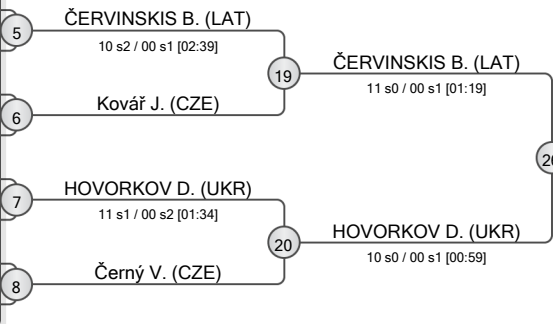 5
ČERVINSKIS B. (LAT)
10 s2 / 00 s1 [02:39]
19
ČERVINSKIS B. (LAT)
11 s0 / 00 s1 [01:19]
6
Kovář J. (CZE)
7
HOVORKOV D. (UKR)
11 s1 / 00 s2 [01:34]
20
HOVORKOV D. (UKR)
10 s0 / 00 s1 [00:59]
8
Černý V. (CZE)